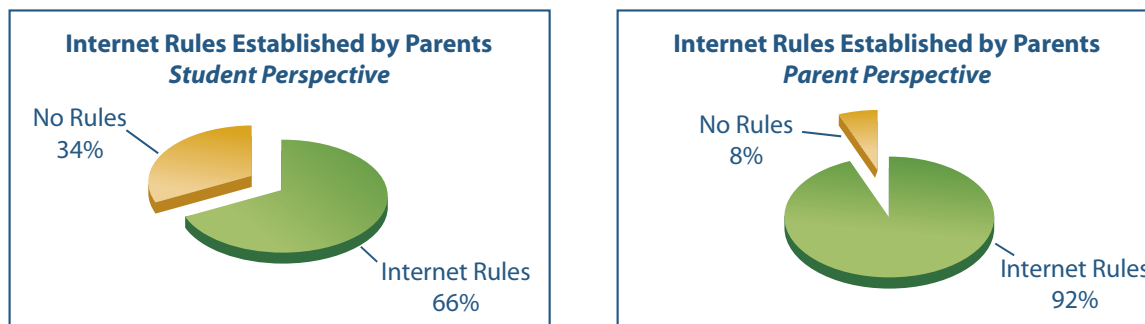 Internet Rules Established by Parents
Student Perspective
No Rules
34%
Internet Rules
66%
Internet Rules Established by Parents
Parent Perspective
No Rules
8%
Internet Rules
92%